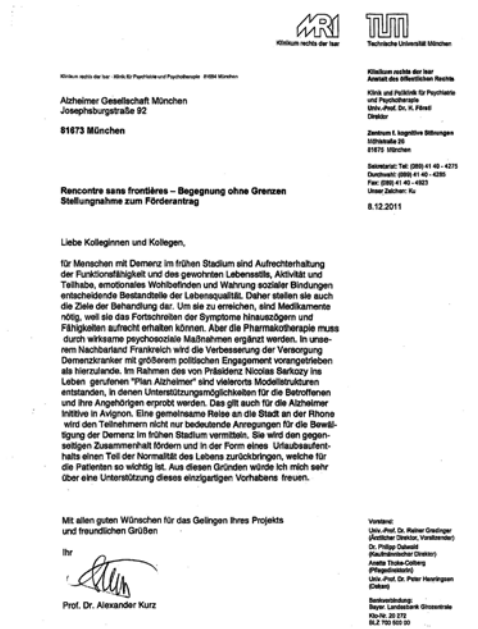 MRI
TUM
Klinikum rechts der Isar
Technische Universität München
Klinikum rechts der Isar · Klinik für Psychiatrie und Psychotherapie · 81664 München
Alzheimer Gesellschaft München
Josephsburgstraße 92
81673 München
Klinikum rechts der Isar
Anstalt des öffentlichen Rechts
Klinik und Poliklinik für Psychiatrie
und Psychotherapie
Univ.-Prof. Dr. H. Förstl
Direktor
Zentrum f. kognitive Störungen
Möhlstraße 26
81675 München
Sekretariat: Tel: (089) 41 40 - 4275
Durchwahl: (089) 41 40 - 4285
Fax: (089) 41 40 - 4923
Unser Zeichen: Ku
8.12.2011
Rencontre sans frontières – Begegnung ohne Grenzen
Stellungnahme zum Förderantrag
Liebe Kolleginnen und Kollegen,
für Menschen mit Demenz im frühen Stadium sind Aufrechterhaltung
der Funktionsfähigkeit und des gewohnten Lebensstils, Aktivität und
Teilhabe, emotionales Wohlbefinden und Wahrung sozialer Bindungen
entscheidende Bestandteile der Lebensqualität. Daher stellen sie auch
die Ziele der Behandlung dar. Um sie zu erreichen, sind Medikamente
nötig, weil sie das Fortschreiten der Symptome hinauszögern und
Fähigkeiten aufrecht erhalten können. Aber die Pharmakotherapie muss
durch wirksame psychosoziale Maßnahmen ergänzt werden. In unse-
rem Nachbarland Frankreich wird die Verbesserung der Versorgung
Demenzkranker mit größerem politischen Engagement vorangetrieben
als hierzulande. Im Rahmen des von Präsident Nicolas Sarkozy ins
Leben gerufenen "Plan Alzheimer" sind vielerorts Modellstrukturen
entstanden, in denen Unterstützungsmöglichkeiten für die Betroffenen
und ihre Angehörigen erprobt werden. Das gilt auch für die Alzheimer
Inititive in Avignon. Eine gemeinsame Reise an die Stadt an der Rhone
wird den Teilnehmern nicht nur bedeutende Anregungen für die Bewäl-
tigung der Demenz im frühen Stadium vermitteln. Sie wird den gegen-
seitigen Zusammenhalt fördern und in der Form eines Urlaubsaufent-
halts einen Teil der Normalität des Lebens zurückbringen, welche für
die Patienten so wichtig ist. Aus diesen Gründen würde ich mich sehr
über eine Unterstützung dieses einzigartigen Vorhabens freuen.
Mit allen guten Wünschen für das Gelingen Ihres Projekts
und freundlichen Grüßen
Ihr
Prof. Dr. Alexander Kurz
Vorstand:
Univ.-Prof. Dr. Reiner Gradinger
(Ärztlicher Direktor, Vorsitzender)
Dr. Philipp Ostwald
(Kaufmännischer Direktor)
Anette Thoke-Colberg
(Pflegedirektorin)
Univ.-Prof. Dr. Peter Henningsen
(Dekan)
Bankverbindung:
Bayer. Landesbank Girozentrale
Kto-Nr. 20 272
BLZ 700 500 00